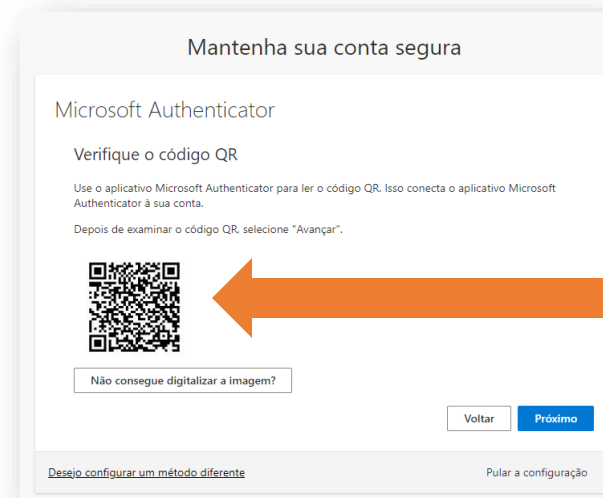 Mantenha sua conta segura
Microsoft Authenticator
Verifique o código QR
Use o aplicativo Microsoft Authenticator para ler o código QR. Isso conecta o aplicativo Microsoft
Authenticator à sua conta.
Depois de examinar o código QR, selecione "Avançar".
Não consegue digitalizar a imagem?
Voltar
Próximo
Desejo configurar um método diferente
Pular a configuração